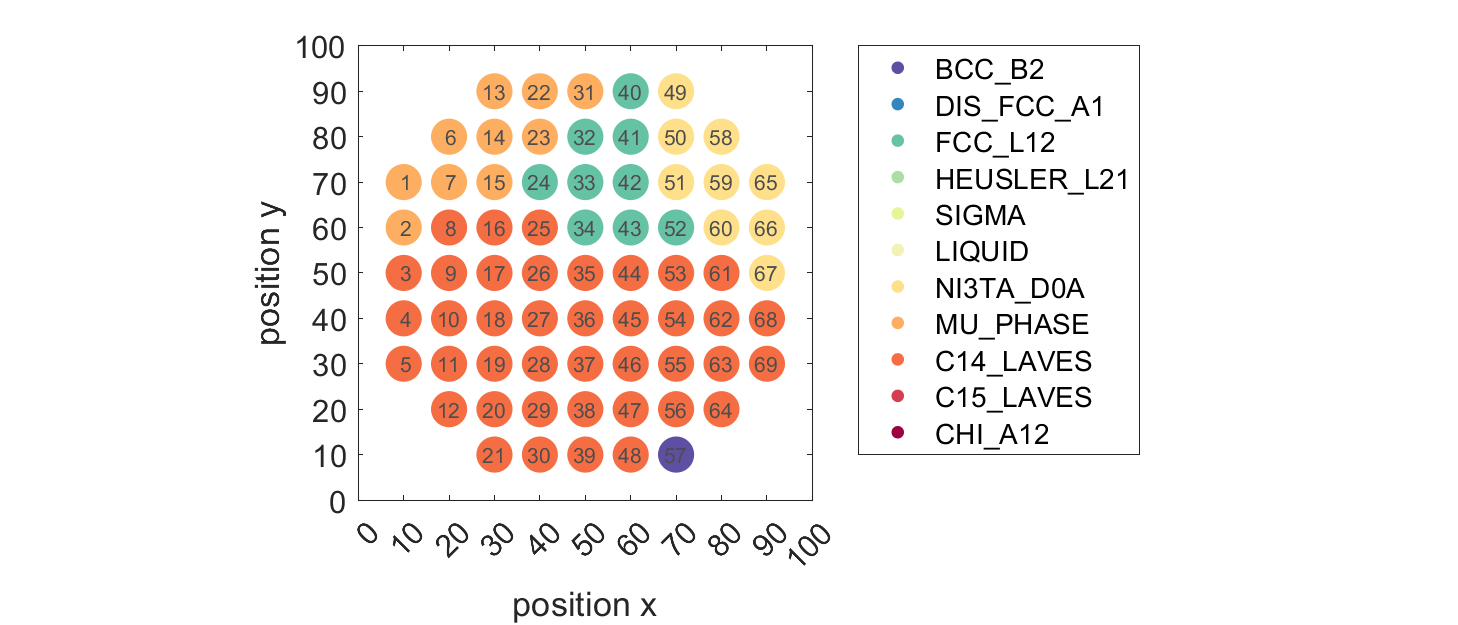 100
90 13 22 31 40 49
80 6 14 23 32 41 50 58
70 1 7 15 24 33 42 51 59 65
60 2 8 16 25 34 43 52 60 66
50 3 9 17 26 35 44 53 61 67
40 4 10 18 27 36 45 54 62 68
30 5 11 19 28 37 46 55 63 69
20 12 20 29 38 47 56 64
10 21 30 39 48 57
0
position y
0 10 20 30 40 50 60 70 80 90 100
position x
BCC_B2
DIS_FCC_A1
FCC_L12
HEUSLER_L21
SIGMA
LIQUID
NI3TA_D0A
MU_PHASE
C14_LAVES
C15_LAVES
CHI_A12